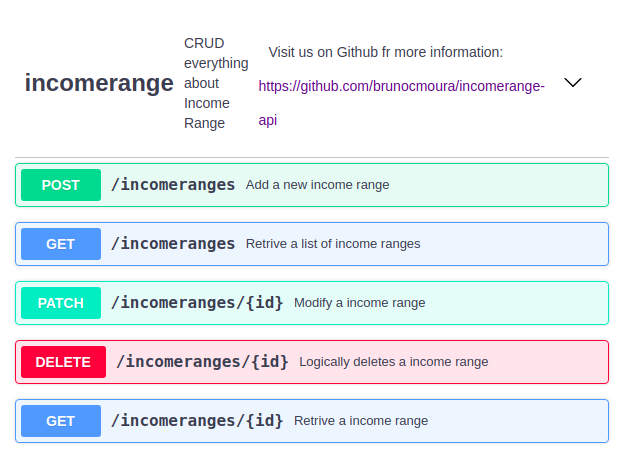 incomerange
CRUD
everything
about
Income
Range
Visit us on Github fr more information:
https://github.com/brunocmoura/incomerange-
api
POST /incomeranges Add a new income range
GET /incomeranges Retrive a list of income ranges
PATCH /incomeranges/{id} Modify a income range
DELETE /incomeranges/{id} Logically deletes a income range
GET /incomeranges/{id} Retrive a income range